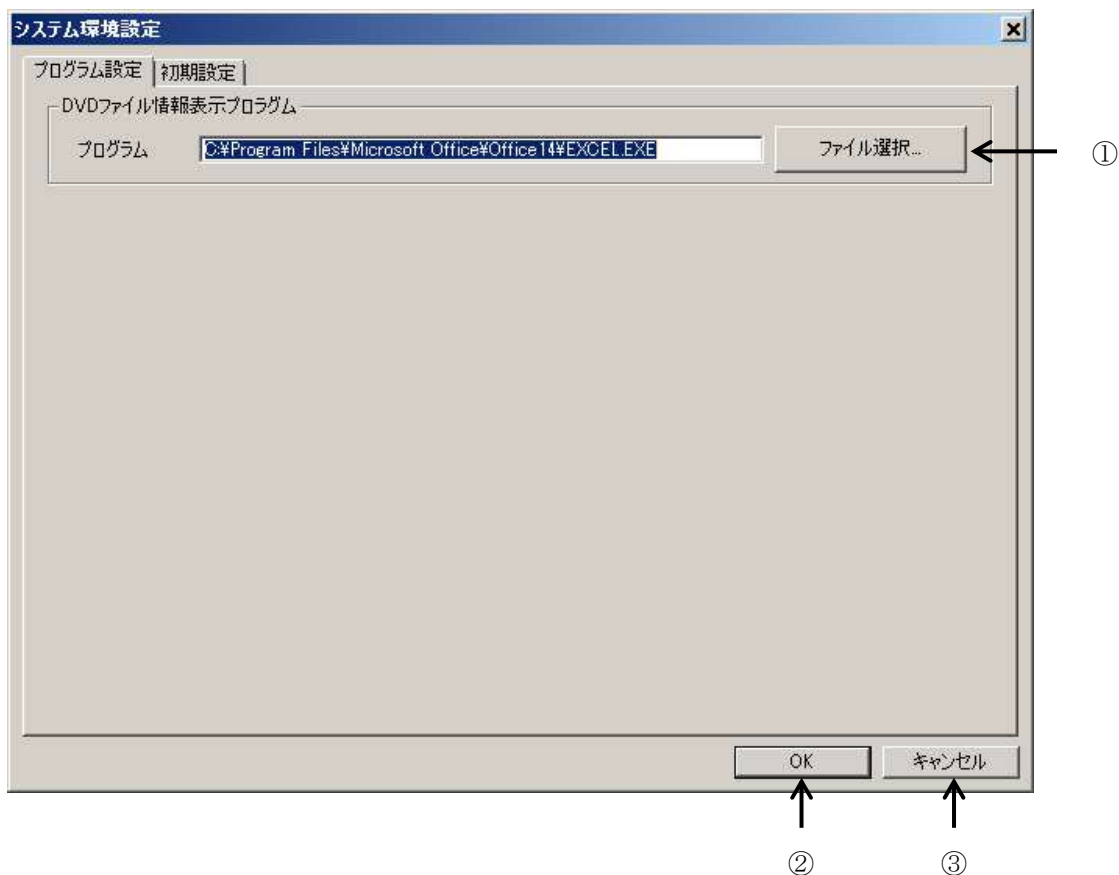 システム環境設定
プログラム設定 初期設定
DVDファイル情報表示プロラグム
プログラム C:¥Program Files¥Microsoft Office¥Office14¥EXCEL.EXE ファイル選択... ①
OK キャンセル
② ③